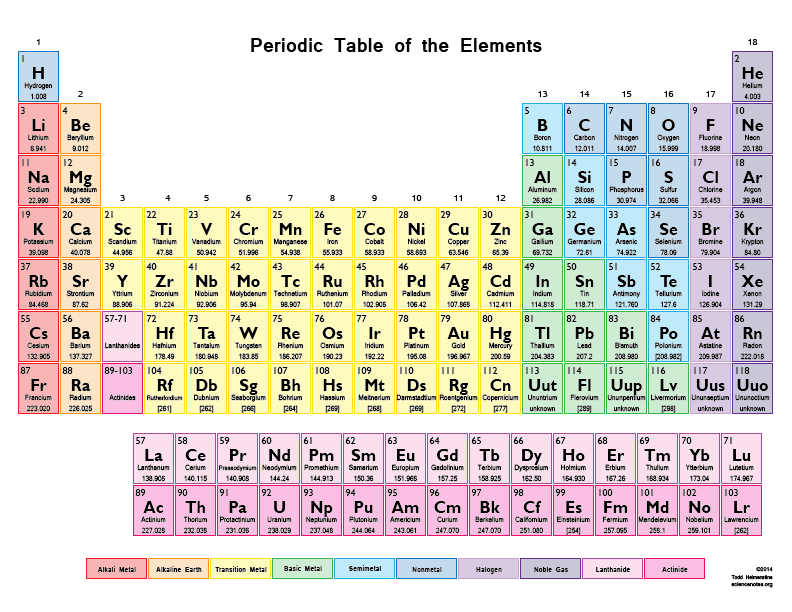 Periodic Table of the Elements
1 18
1 2
H He
Hydrogen Helium
1.008 4.003
2 13 14 15 16 17
3 4 5 6 7 8 9 10
Li Be B C N O F Ne
Lithium Beryllium Boron Carbon Nitrogen Oxygen Fluorine Neon
6.941 9.012 10.811 12.011 14.007 15.999 18.998 20.180
11 12 13 14 15 16 17 18
Na Mg Al Si P S Cl Ar
Sodium Magnesium Aluminum Silicon Phosphorus Sulfur Chlorine Argon
22.990 24.305 26.982 28.086 30.974 32.066 35.453 39.948
3 4 5 6 7 8 9 10 11 12
19 20 21 22 23 24 25 26 27 28 29 30 31 32 33 34 35 36
K Ca Sc Ti V Cr Mn Fe Co Ni Cu Zn Ga Ge As Se Br Kr
Potassium Calcium Scandium Titanium Vanadium Chromium Manganese Iron Cobalt Nickel Copper Zinc Gallium Germanium Arsenic Selenium Bromine Krypton
39.098 40.078 44.956 47.88 50.942 51.996 54.938 55.933 58.933 58.693 63.546 65.39 69.732 72.61 74.922 78.09 79.904 84.80
37 38 39 40 41 42 43 44 45 46 47 48 49 50 51 52 53 54
Rb Sr Y Zr Nb Mo Tc Ru Rh Pd Ag Cd In Sn Sb Te I Xe
Rubidium Strontium Yttrium Zirconium Niobium Molybdenum Technetium Ruthenium Rhodium Palladium Silver Cadmium Indium Tin Antimony Tellurium Iodine Xenon
84.468 87.62 88.906 91.224 92.906 95.94 98.907 101.07 102.906 106.42 107.868 112.411 114.818 118.71 121.760 127.6 126.904 131.29
55 56 57-71 72 73 74 75 76 77 78 79 80 81 82 83 84 85 86
Cs Ba Hf Ta W Re Os Ir Pt Au Hg Tl Pb Bi Po At Rn
Cesium Barium Lanthanides Hafnium Tantalum Tungsten Rhenium Osmium Iridium Platinum Gold Mercury Thallium Lead Bismuth Polonium Astatine Radon
132.905 137.327 178.49 180.948 183.85 186.207 190.23 192.22 195.08 196.967 200.59 204.383 207.2 208.980 [208.982] 209.987 222.018
87 88 89-103 104 105 106 107 108 109 110 111 112 113 114 115 116 117 118
Fr Ra Rf Db Sg Bh Hs Mt Ds Rg Cn Uut Fl Uup Lv Uus Uuo
Francium Radium Actinides Rutherfordium Dubnium Seaborgium Bohrium Hassium Meitnerium Darmstadtium Roentgenium Copernicium Ununtrium Flerovium Ununpentium Livermorium Ununseptium Ununoctium
223.020 226.025 [261] [262] [266] [264] [269] [268] [269] [272] [277] unknown [289] unknown [298] unknown unknown
57 58 59 60 61 62 63 64 65 66 67 68 69 70 71
La Ce Pr Nd Pm Sm Eu Gd Tb Dy Ho Er Tm Yb Lu
Lanthanum Cerium Praseodymium Neodymium Promethium Samarium Europium Gadolinium Terbium Dysprosium Holmium Erbium Thulium Ytterbium Lutetium
138.906 140.115 140.908 144.24 144.913 150.36 151.966 157.25 158.925 162.50 164.930 167.26 168.934 173.04 174.967
89 90 91 92 93 94 95 96 97 98 99 100 101 102 103
Ac Th Pa U Np Pu Am Cm Bk Cf Es Fm Md No Lr
Actinium Thorium Protactinium Uranium Neptunium Plutonium Americium Curium Berkelium Californium Einsteinium Fermium Mendelevium Nobelium Lawrencium
227.028 232.038 231.036 238.029 237.048 244.064 243.061 247.070 247.070 251.080 [254] 257.095 258.1 259.101 [262]
Alkali Metal Alkaline Earth Transition Metal Basic Metal Semimetal Nonmetal Halogen Noble Gas Lanthanide Actinide
©2014
Todd Helmenstine
sciencenotes.org